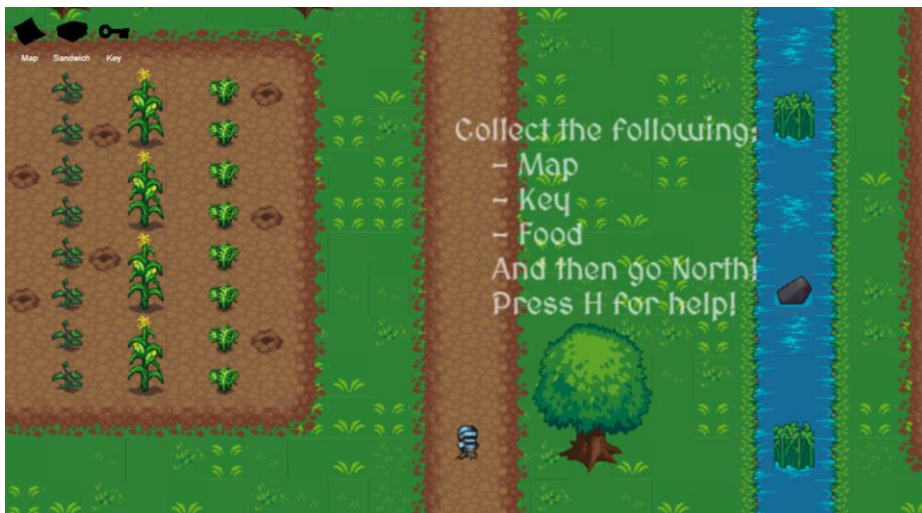 Map Sandwich Key
Collect the following:
- Map
- Key
- Food
And then go North!
Press H for help!